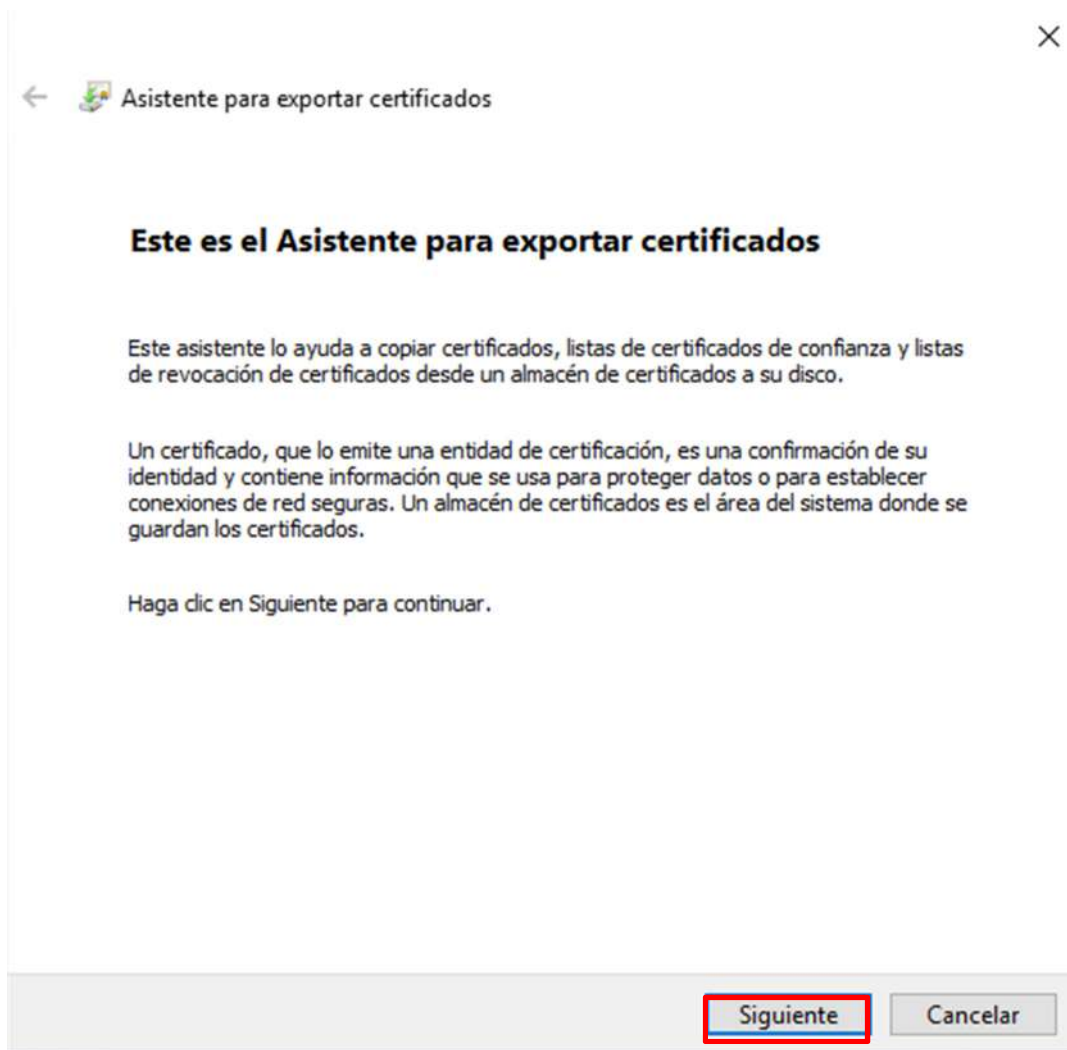 Asistente para exportar certificados
Este es el Asistente para exportar certificados
Este asistente lo ayuda a copiar certificados, listas de certificados de confianza y listas
de revocación de certificados desde un almacén de certificados a su disco.
Un certificado, que lo emite una entidad de certificación, es una confirmación de su
identidad y contiene información que se usa para proteger datos o para establecer
conexiones de red seguras. Un almacén de certificados es el área del sistema donde se
guardan los certificados.
Haga clic en Siguiente para continuar.
Siguiente
Cancelar